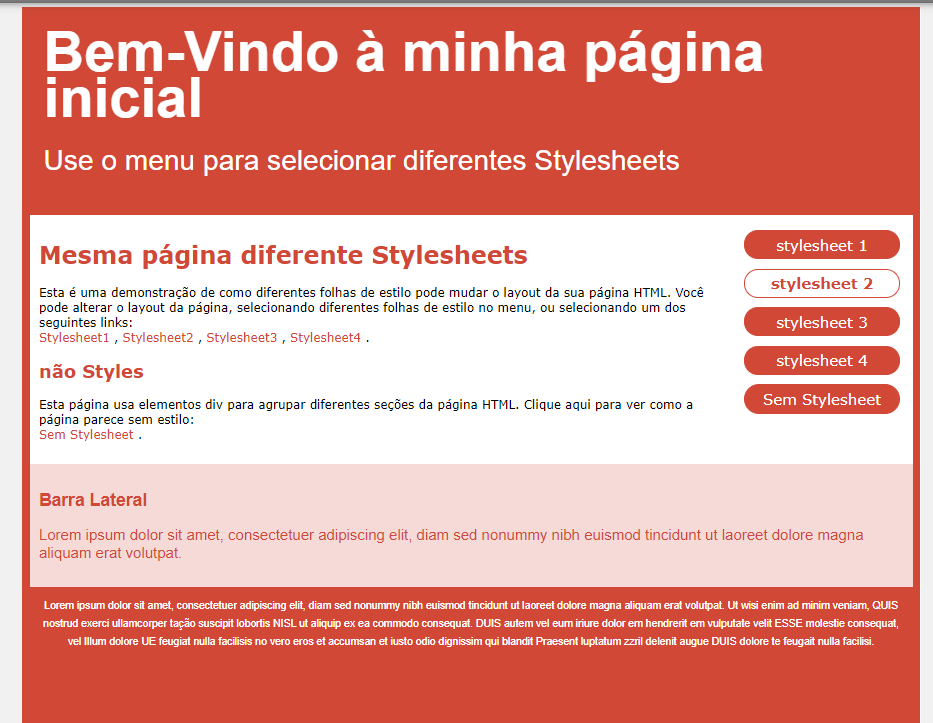 Bem-Vindo à minha página
inicial
Use o menu para selecionar diferentes Stylesheets
Mesma página diferente Stylesheets
Esta é uma demonstração de como diferentes folhas de estilo pode mudar o layout da sua página HTML. Você
pode alterar o layout da página, selecionando diferentes folhas de estilo no menu, ou selecionando um dos
seguintes links:
Stylesheet1 , Stylesheet2 , Stylesheet3 , Stylesheet4 .
não Styles
Esta página usa elementos div para agrupar diferentes seções da página HTML. Clique aqui para ver como a
página parece sem estilo:
Sem Stylesheet .
stylesheet 1
stylesheet 2
stylesheet 3
stylesheet 4
Sem Stylesheet
Barra Lateral
Lorem ipsum dolor sit amet, consectetuer adipiscing elit, diam sed nonummy nibh euismod tincidunt ut laoreet dolore magna
aliquam erat volutpat.
Lorem ipsum dolor sit amet, consectetuer adipiscing elit, diam sed nonummy nibh euismod tincidunt ut laoreet dolore magna aliquam erat volutpat. Ut wisi enim ad minim veniam, QUIS
nostrud exerci ullamcorper tação suscipit lobortis NISL ut aliquip ex ea commodo consequat. DUIS autem vel eum iriure dolor em hendrerit em vulputate velit ESSE molestie consequat,
vel Illum dolore UE feugiat nulla facilisis no vero eros et accumsan et iusto odio dignissim qui blandit Praesent luptatum zzril delenit augue DUIS dolore te feugait nulla facilisi.